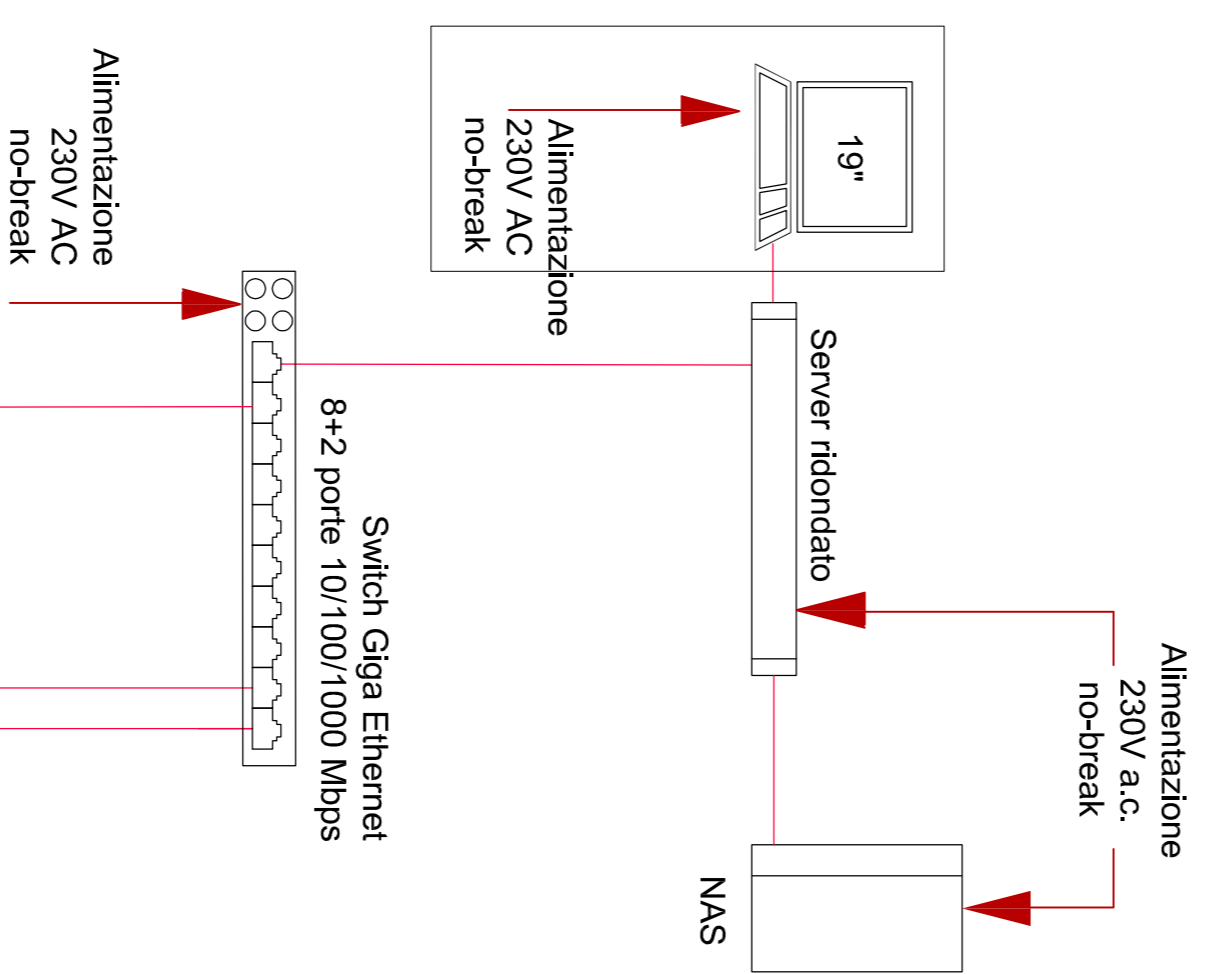 Alimentazione
230V a.c.
no-break
19"
Alimentazione
230V AC
no-break
Server ridondato
NAS
Switch Giga Ethernet
8+2 porte 10/100/1000 Mbps
Alimentazione
230V AC
no-break